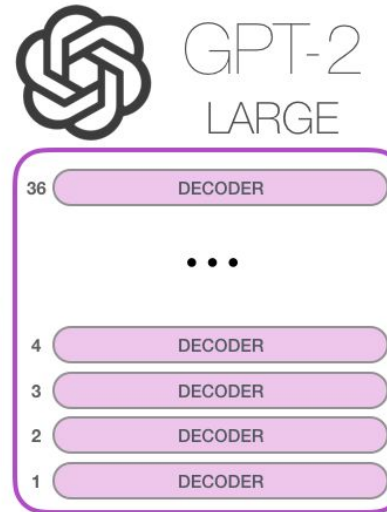 GPT-2
LARGE
36 DECODER
...
4 DECODER
3 DECODER
2 DECODER
1 DECODER